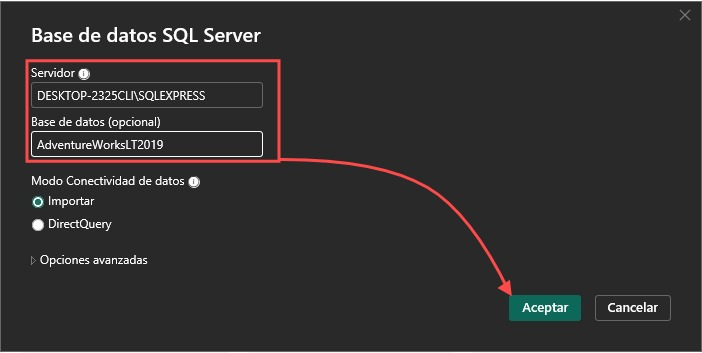 Base de datos SQL Server
Servidor
DESKTOP-2325CLI\SQLEXPRESS
Base de datos (opcional)
AdventureWorksLT2019
Modo Conectividad de datos
Importar
DirectQuery
Opciones avanzadas
Aceptar Cancelar